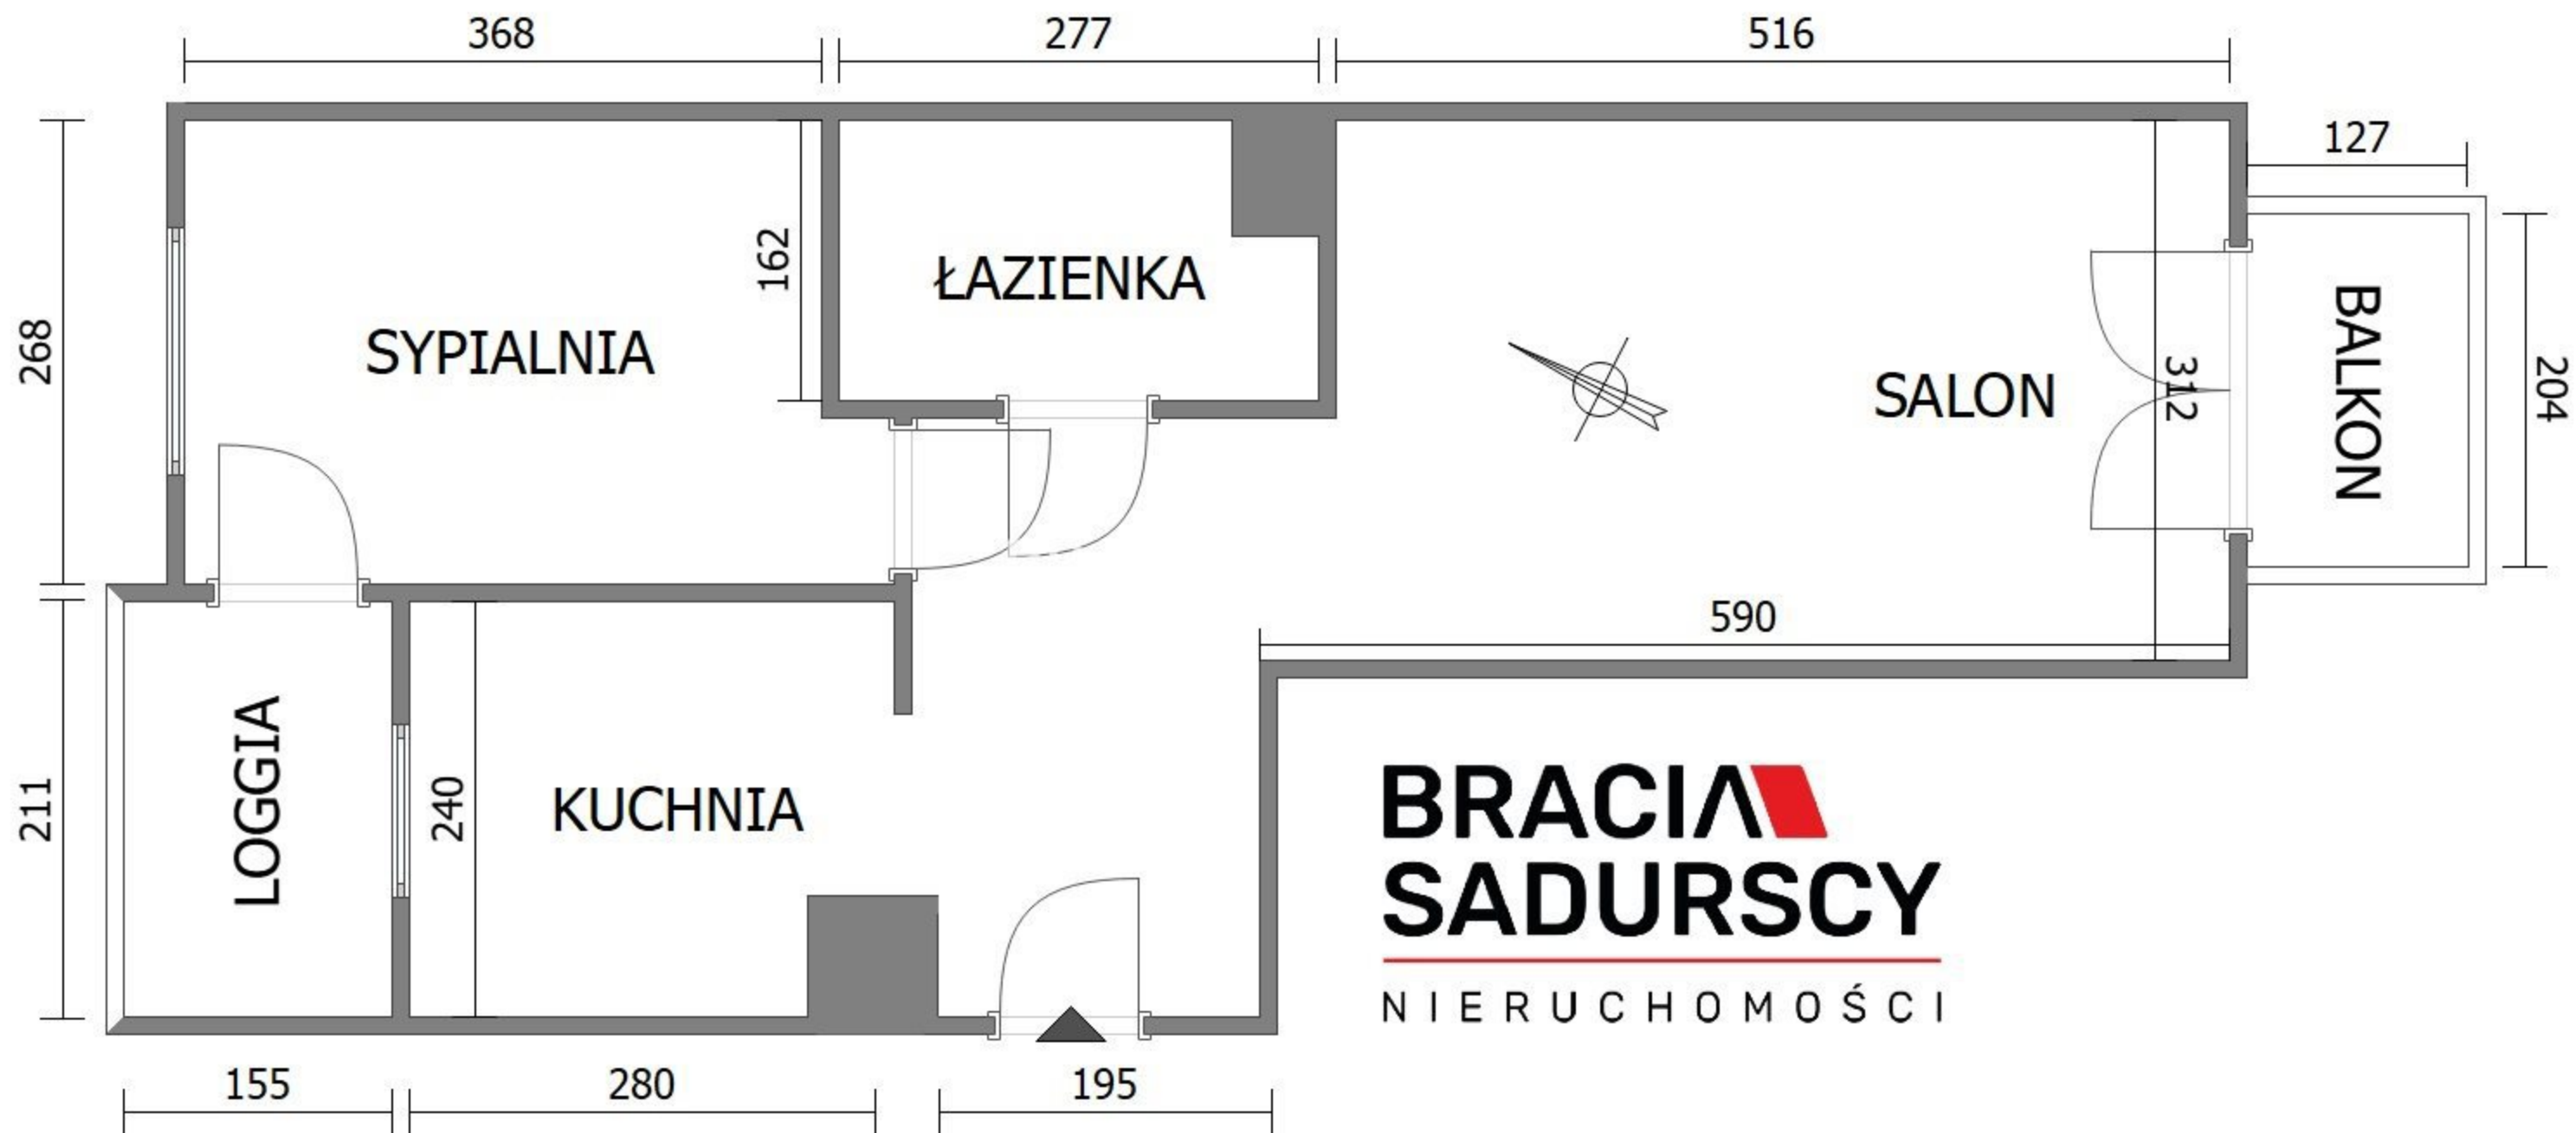 368
277
516
127
162
ŁAZIENKA
268
SYPIALNIA
SALON
312
BALKON
204
590
LOGGIA
211
240
KUCHNIA
BRACIA
SADURSCY
NIERUCHOMOŚCI
155
280
195